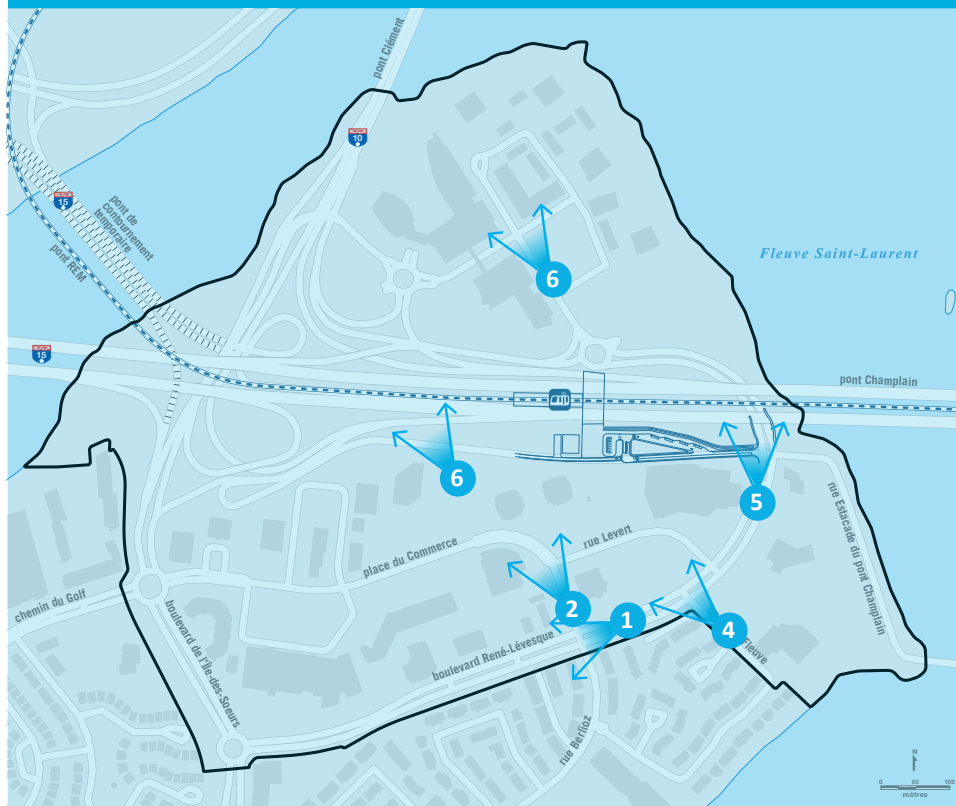 pont Clément
10
15
pont de
contournement
temporaire
pont REM
6
Fleuve Saint-Laurent
15
pont Champlain
6
5
rue Estacade du pont Champlain
place du Commerce
rue Levert
chemin du Golf
boulevard de l'Île-des-Soeurs
2
1
4
Fleuve
boulevard René-Lévesque
rue Berlioz
N
0 50 100
mètres